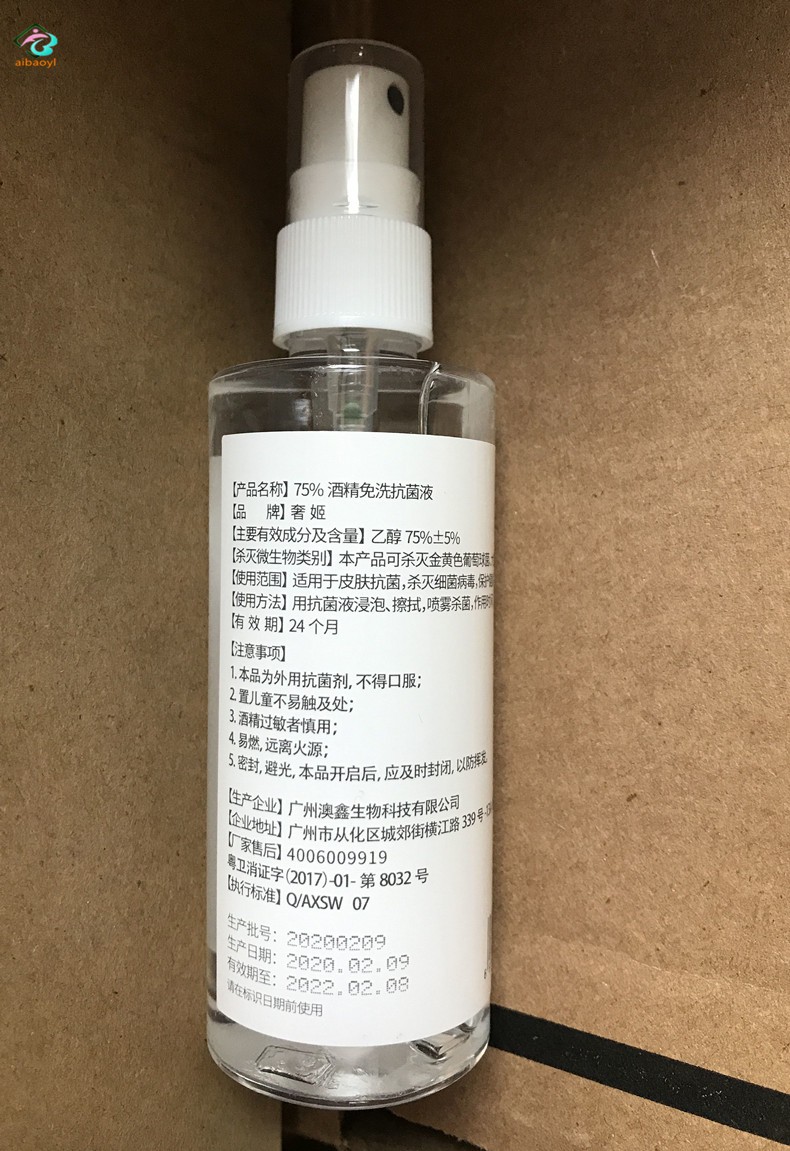 aibaoyl
【产品名称】75% 酒精免洗抗菌液
【品 牌】奢 姬
【主要有效成分及含量】乙醇 75%±5%
【杀灭微生物类别】本产品可杀灭金黄色葡萄球菌,
【使用范围】适用于皮肤抗菌,杀灭细菌病毒,保护
【使用方法】用抗菌液浸泡、擦拭,喷雾杀菌,作用
【有 效 期】24 个月
【注意事项】
1.本品为外用抗菌剂,不得口服;
2.置儿童不易触及处;
3.酒精过敏者慎用;
4.易燃,远离火源;
5.密封,避光,本品开启后,应及时封闭,以防挥发.
【生产企业】广州澳鑫生物科技有限公司
【企业地址】广州市从化区城郊街横江路 339 号
【厂家售后】4006009919
粤卫消证字(2017)-01- 第 8032 号
【执行标准】Q/AXSW 07
生产批号: 20200209
生产日期: 2020.02.09
有效期至: 2022.02.08
请在标识日期前使用